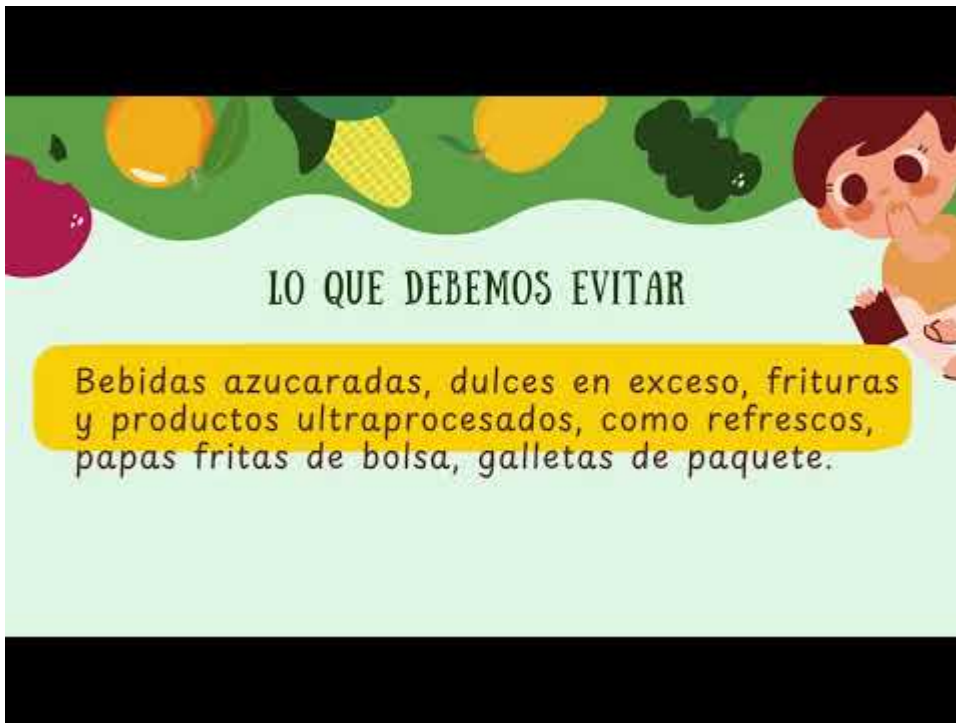 LO QUE DEBEMOS EVITAR
Bebidas azucaradas, dulces en exceso, frituras
y productos ultraprocesados, como refrescos,
papas fritas de bolsa, galletas de paquete.